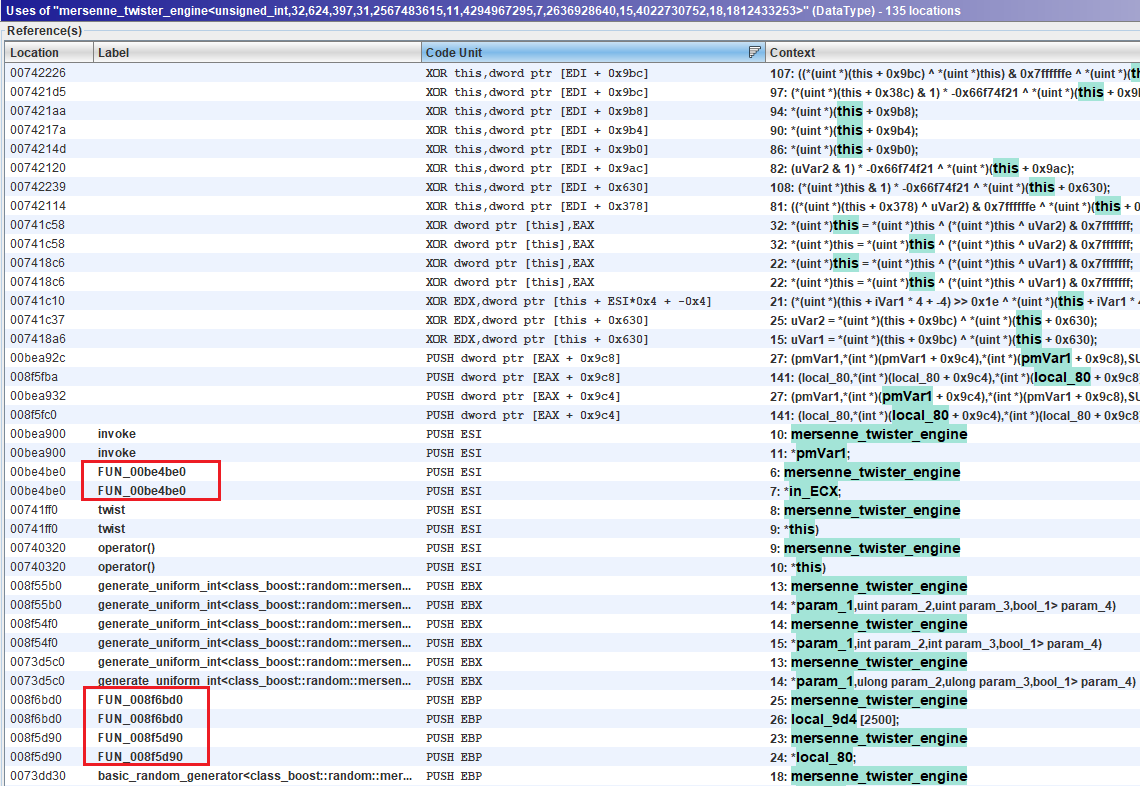 Uses of "mersenne_twister_engine<unsigned_int,32,624,397,31,2567483615,11,4294967295,7,2636928640,15,4022730752,18,1812433253>" (DataType) - 135 locations
Reference(s)
Location Label Code Unit Context
00742226 XOR this,dword ptr [EDI + 0x9bc] 107: ((*(uint *)(this + 0x9bc) ^ *(uint *)this) & 0x7ffffffe ^ *(uint *)(th
007421d5 XOR this,dword ptr [EDI + 0x9bc] 97: (*(uint *)(this + 0x38c) & 1) * -0x66f74f21 ^ *(uint *)(this + 0x9b
007421aa XOR this,dword ptr [EDI + 0x9b8] 94: *(uint *)(this + 0x9b8);
0074217a XOR this,dword ptr [EDI + 0x9b4] 90: *(uint *)(this + 0x9b4);
0074214d XOR this,dword ptr [EDI + 0x9b0] 86: *(uint *)(this + 0x9b0);
00742120 XOR this,dword ptr [EDI + 0x9ac] 82: (uVar2 & 1) * -0x66f74f21 ^ *(uint *)(this + 0x9ac);
00742239 XOR this,dword ptr [EDI + 0x630] 108: (*(uint *)this & 1) * -0x66f74f21 ^ *(uint *)(this + 0x630);
00742114 XOR this,dword ptr [EDI + 0x378] 81: ((*(uint *)(this + 0x378) ^ uVar2) & 0x7ffffffe ^ *(uint *)(this + 0
00741c58 XOR dword ptr [this],EAX 32: *(uint *)this = *(uint *)this ^ (*(uint *)this ^ uVar2) & 0x7fffffff;
00741c58 XOR dword ptr [this],EAX 32: *(uint *)this = *(uint *)this ^ (*(uint *)this ^ uVar2) & 0x7fffffff;
007418c6 XOR dword ptr [this],EAX 22: *(uint *)this = *(uint *)this ^ (*(uint *)this ^ uVar1) & 0x7fffffff;
007418c6 XOR dword ptr [this],EAX 22: *(uint *)this = *(uint *)this ^ (*(uint *)this ^ uVar1) & 0x7fffffff;
00741c10 XOR EDX,dword ptr [this + ESI*0x4 + -0x4] 21: (*(uint *)(this + iVar1 * 4 + -4) >> 0x1e ^ *(uint *)(this + iVar1 *
00741c37 XOR EDX,dword ptr [this + 0x630] 25: uVar2 = *(uint *)(this + 0x9bc) ^ *(uint *)(this + 0x630);
007418a6 XOR EDX,dword ptr [this + 0x630] 15: uVar1 = *(uint *)(this + 0x9bc) ^ *(uint *)(this + 0x630);
00bea92c PUSH dword ptr [EAX + 0x9c8] 27: (pmVar1,*(int *)(pmVar1 + 0x9c4),*(int *)(pmVar1 + 0x9c8),SU
008f5fba PUSH dword ptr [EAX + 0x9c8] 141: (local_80,*(int *)(local_80 + 0x9c4),*(int *)(local_80 + 0x9c8
00bea932 PUSH dword ptr [EAX + 0x9c4] 27: (pmVar1,*(int *)(pmVar1 + 0x9c4),*(int *)(pmVar1 + 0x9c8),SU
008f5fc0 PUSH dword ptr [EAX + 0x9c4] 141: (local_80,*(int *)(local_80 + 0x9c4),*(int *)(local_80 + 0x9c8
00bea900 invoke PUSH ESI 10: mersenne_twister_engine
00bea900 invoke PUSH ESI 11: *pmVar1;
00be4be0 FUN_00be4be0 PUSH ESI 6: mersenne_twister_engine
00be4be0 FUN_00be4be0 PUSH ESI 7: *in_ECX;
00741ff0 twist PUSH ESI 8: mersenne_twister_engine
00741ff0 twist PUSH ESI 9: *this)
00740320 operator() PUSH ESI 9: mersenne_twister_engine
00740320 operator() PUSH ESI 10: *this)
008f55b0 generate_uniform_int<class_boost::random::mersen... PUSH EBX 13: mersenne_twister_engine
008f55b0 generate_uniform_int<class_boost::random::mersen... PUSH EBX 14: *param_1,uint param_2,uint param_3,bool_1> param_4)
008f54f0 generate_uniform_int<class_boost::random::mersen... PUSH EBX 14: mersenne_twister_engine
008f54f0 generate_uniform_int<class_boost::random::mersen... PUSH EBX 15: *param_1,int param_2,int param_3,bool_1> param_4)
0073d5c0 generate_uniform_int<class_boost::random::mersen... PUSH EBX 13: mersenne_twister_engine
0073d5c0 generate_uniform_int<class_boost::random::mersen... PUSH EBX 14: *param_1,ulong param_2,ulong param_3,bool_1> param_4)
008f6bd0 FUN_008f6bd0 PUSH EBP 25: mersenne_twister_engine
008f6bd0 FUN_008f6bd0 PUSH EBP 26: local_9d4 [2500];
008f5d90 FUN_008f5d90 PUSH EBP 23: mersenne_twister_engine
008f5d90 FUN_008f5d90 PUSH EBP 24: *local_80;
0073dd30 basic_random_generator<class_boost::random::mer... PUSH EBP 18: mersenne_twister_engine